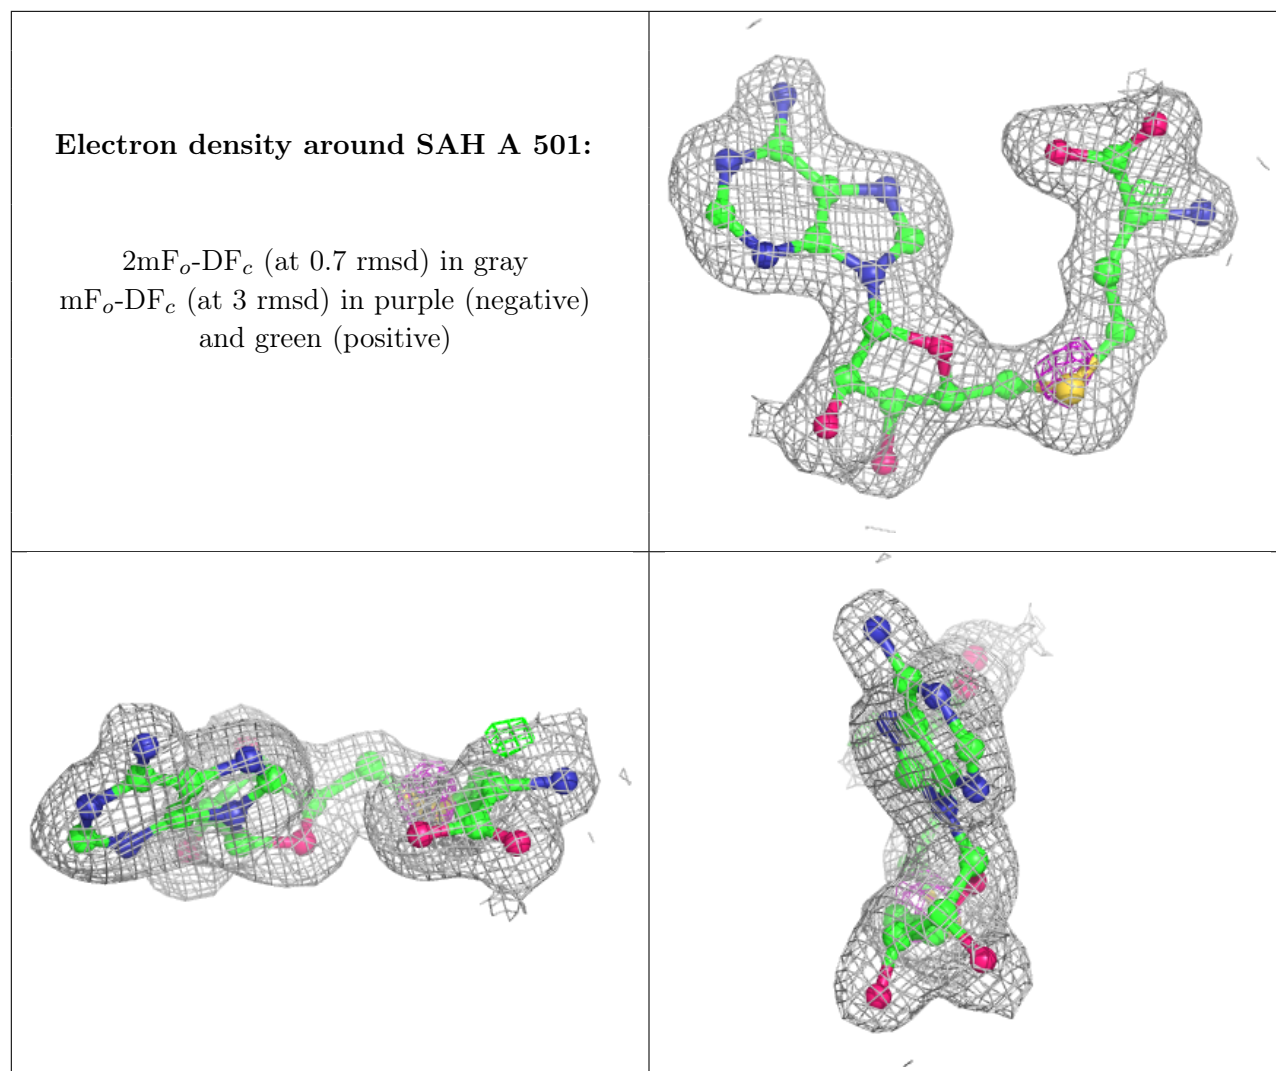 Electron density around SAH A 501:
2mFo-DFc (at 0.7 rmsd) in gray
mFo-DFc (at 3 rmsd) in purple (negative)
and green (positive)